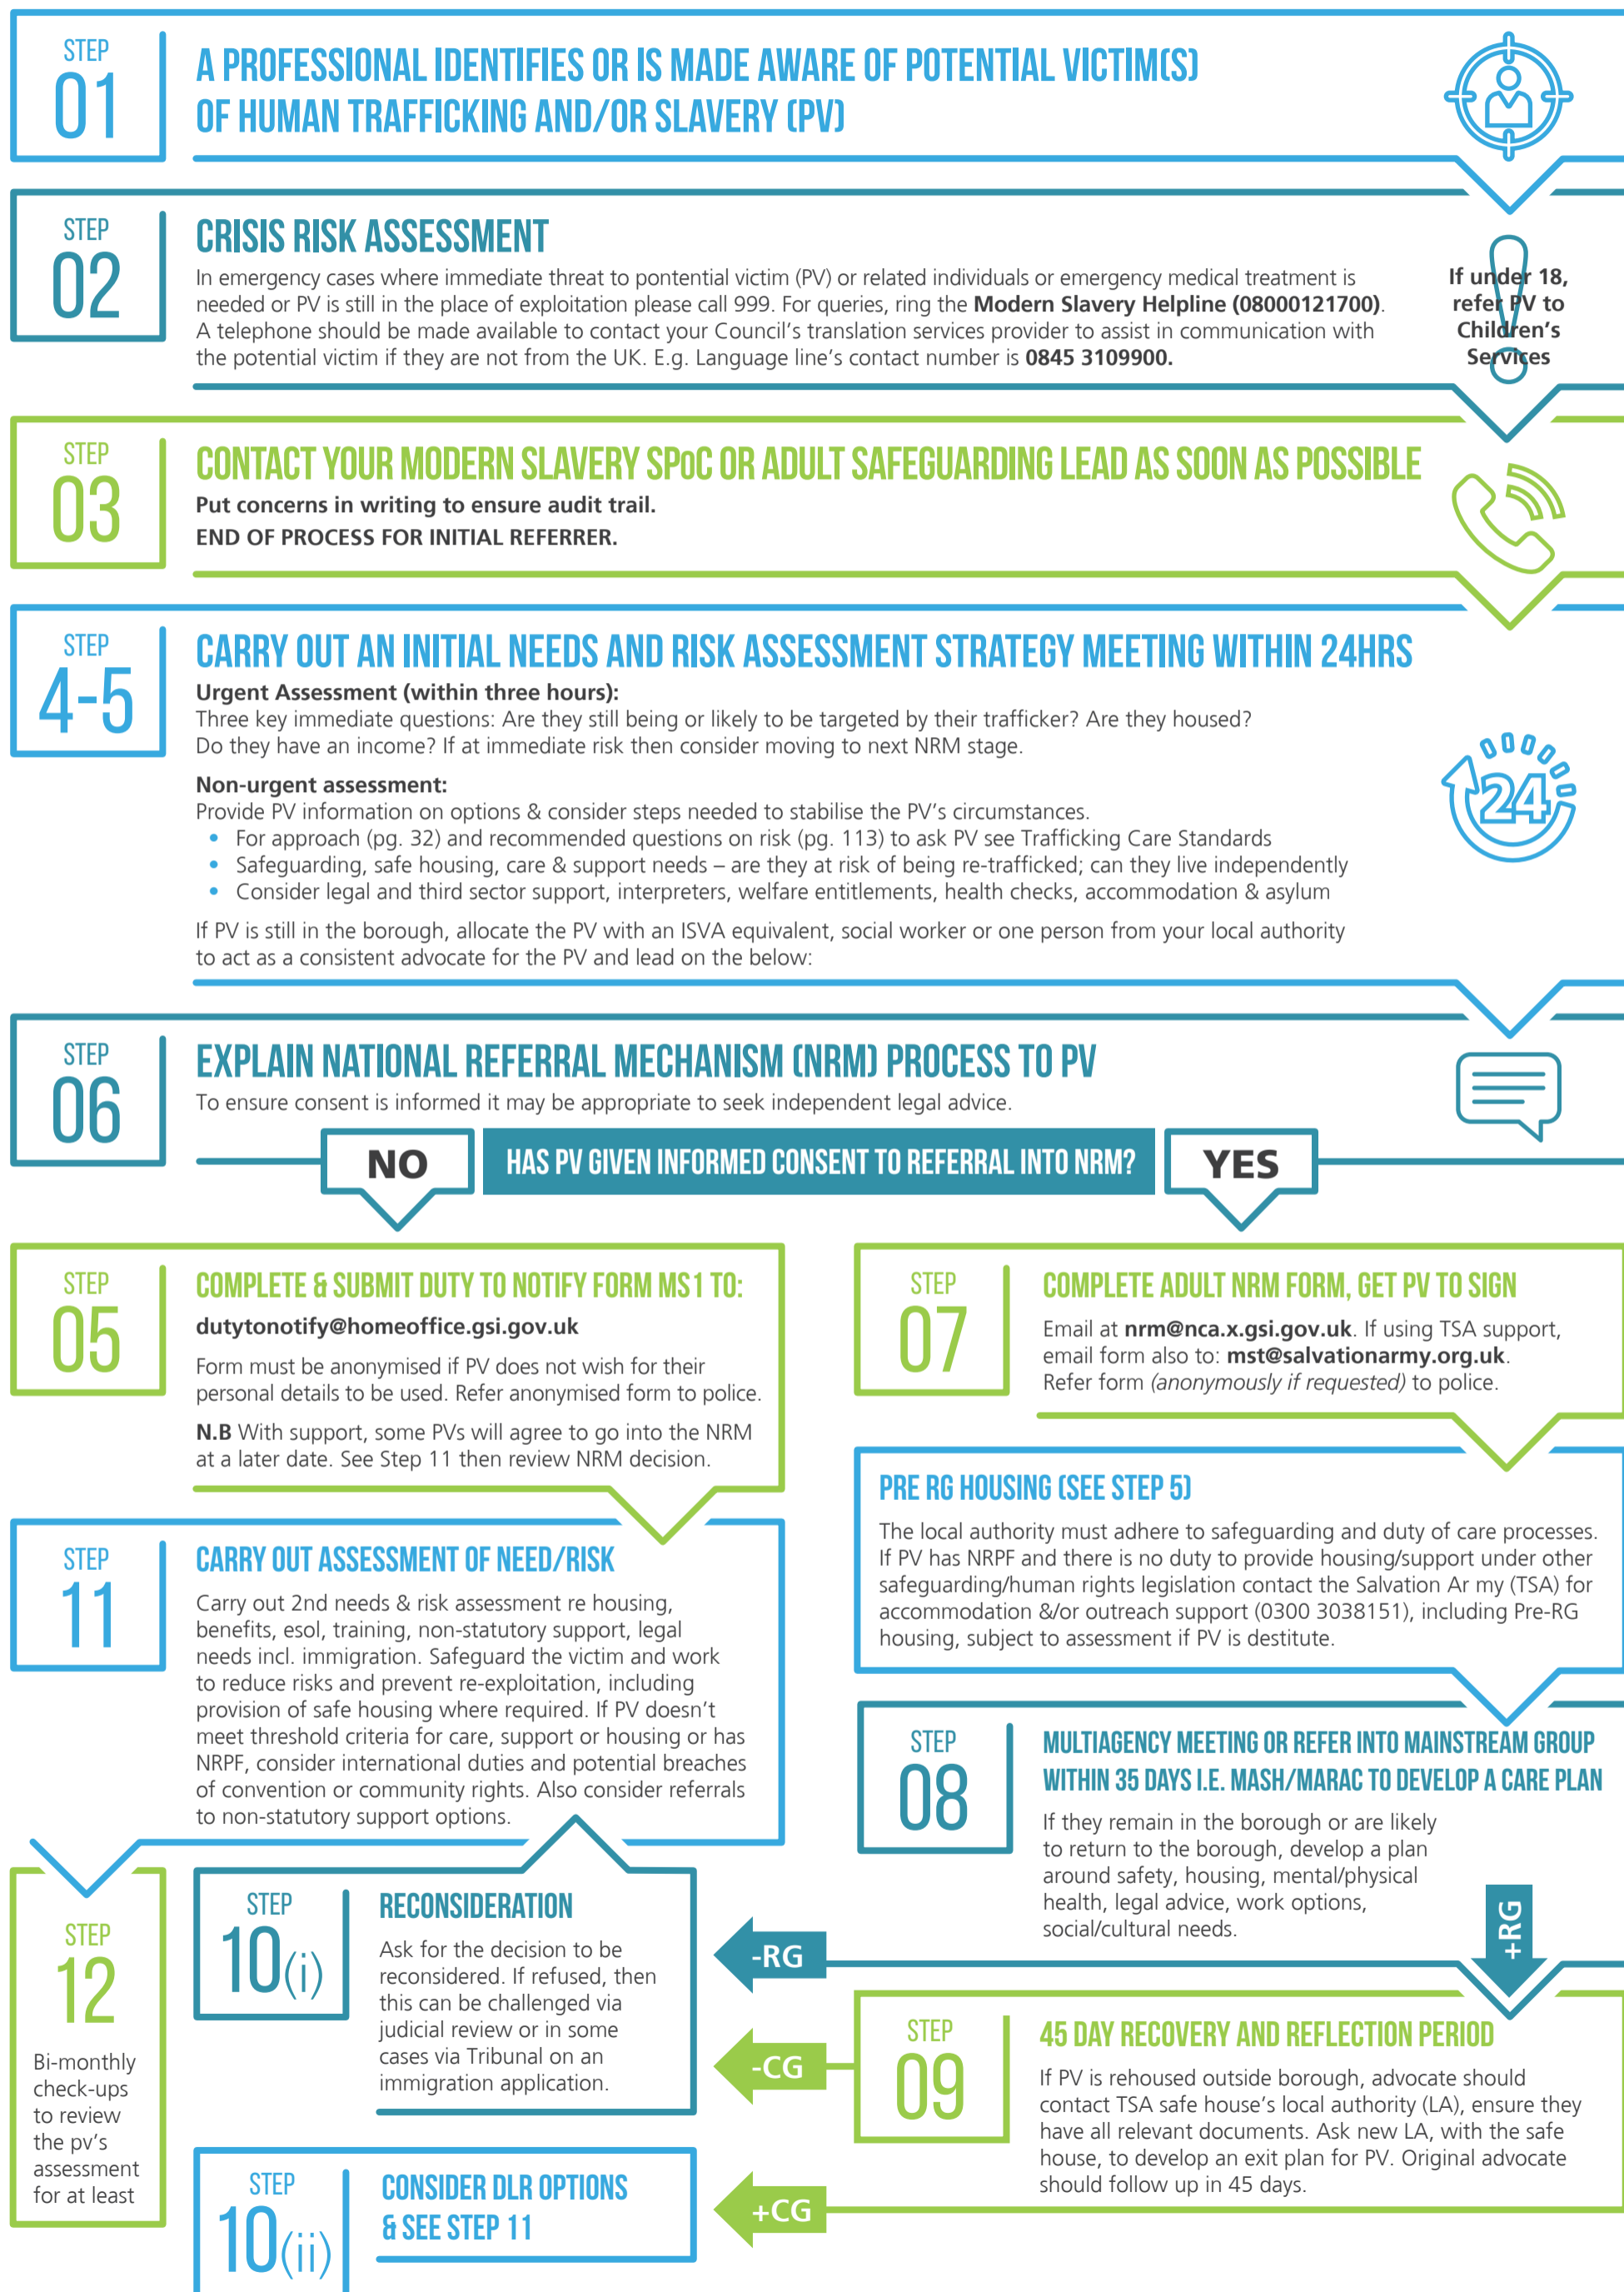 STEP
01
A PROFESSIONAL IDENTIFIES OR IS MADE AWARE OF POTENTIAL VICTIM(S)
OF HUMAN TRAFFICKING AND/OR SLAVERY (PV)
STEP
02
CRISIS RISK ASSESSMENT
In emergency cases where immediate threat to pontential victim (PV) or related individuals or emergency medical treatment is
needed or PV is still in the place of exploitation please call 999. For queries, ring the Modern Slavery Helpline (08000121700).
A telephone should be made available to contact your Council's translation services provider to assist in communication with
the potential victim if they are not from the UK. E.g. Language line's contact number is 0845 3109900.
If under 18,
refer PV to
Children's
Services
STEP
03
CONTACT YOUR MODERN SLAVERY SPoC OR ADULT SAFEGUARDING LEAD AS SOON AS POSSIBLE
Put concerns in writing to ensure audit trail.
END OF PROCESS FOR INITIAL REFERRER.
STEP
4-5
CARRY OUT AN INITIAL NEEDS AND RISK ASSESSMENT STRATEGY MEETING WITHIN 24HRS
Urgent Assessment (within three hours):
Three key immediate questions: Are they still being or likely to be targeted by their trafficker? Are they housed?
Do they have an income? If at immediate risk then consider moving to next NRM stage.
Non-urgent assessment:
Provide PV information on options & consider steps needed to stabilise the PV's circumstances.
• For approach (pg. 32) and recommended questions on risk (pg. 113) to ask PV see Trafficking Care Standards
• Safeguarding, safe housing, care & support needs – are they at risk of being re-trafficked; can they live independently
• Consider legal and third sector support, interpreters, welfare entitlements, health checks, accommodation & asylum
If PV is still in the borough, allocate the PV with an ISVA equivalent, social worker or one person from your local authority
to act as a consistent advocate for the PV and lead on the below:
24
STEP
06
EXPLAIN NATIONAL REFERRAL MECHANISM (NRM) PROCESS TO PV
To ensure consent is informed it may be appropriate to seek independent legal advice.
NO
HAS PV GIVEN INFORMED CONSENT TO REFERRAL INTO NRM?
YES
STEP
05
COMPLETE & SUBMIT DUTY TO NOTIFY FORM MS1 TO:
dutytonotify@homeoffice.gsi.gov.uk
Form must be anonymised if PV does not wish for their
personal details to be used. Refer anonymised form to police.
N.B With support, some PVs will agree to go into the NRM
at a later date. See Step 11 then review NRM decision.
STEP
07
COMPLETE ADULT NRM FORM, GET PV TO SIGN
Email at nrm@nca.x.gsi.gov.uk. If using TSA support,
email form also to: mst@salvationarmy.org.uk.
Refer form (anonymously if requested) to police.
PRE RG HOUSING (SEE STEP 5)
The local authority must adhere to safeguarding and duty of care processes.
If PV has NRPF and there is no duty to provide housing/support under other
safeguarding/human rights legislation contact the Salvation Ar my (TSA) for
accommodation &/or outreach support (0300 3038151), including Pre-RG
housing, subject to assessment if PV is destitute.
STEP
11
CARRY OUT ASSESSMENT OF NEED/RISK
Carry out 2nd needs & risk assessment re housing,
benefits, esol, training, non-statutory support, legal
needs incl. immigration. Safeguard the victim and work
to reduce risks and prevent re-exploitation, including
provision of safe housing where required. If PV doesn't
meet threshold criteria for care, support or housing or has
NRPF, consider international duties and potential breaches
of convention or community rights. Also consider referrals
to non-statutory support options.
STEP
08
MULTIAGENCY MEETING OR REFER INTO MAINSTREAM GROUP
WITHIN 35 DAYS I.E. MASH/MARAC TO DEVELOP A CARE PLAN
If they remain in the borough or are likely
to return to the borough, develop a plan
around safety, housing, mental/physical
health, legal advice, work options,
social/cultural needs.
+RG
STEP
12
Bi-monthly
check-ups
to review
the pv's
assessment
for at least
STEP
10(i)
RECONSIDERATION
Ask for the decision to be
reconsidered. If refused, then
this can be challenged via
judicial review or in some
cases via Tribunal on an
immigration application.
-RG
-CG
+CG
STEP
09
45 DAY RECOVERY AND REFLECTION PERIOD
If PV is rehoused outside borough, advocate should
contact TSA safe house's local authority (LA), ensure they
have all relevant documents. Ask new LA, with the safe
house, to develop an exit plan for PV. Original advocate
should follow up in 45 days.
STEP
10(ii)
CONSIDER DLR OPTIONS
& SEE STEP 11